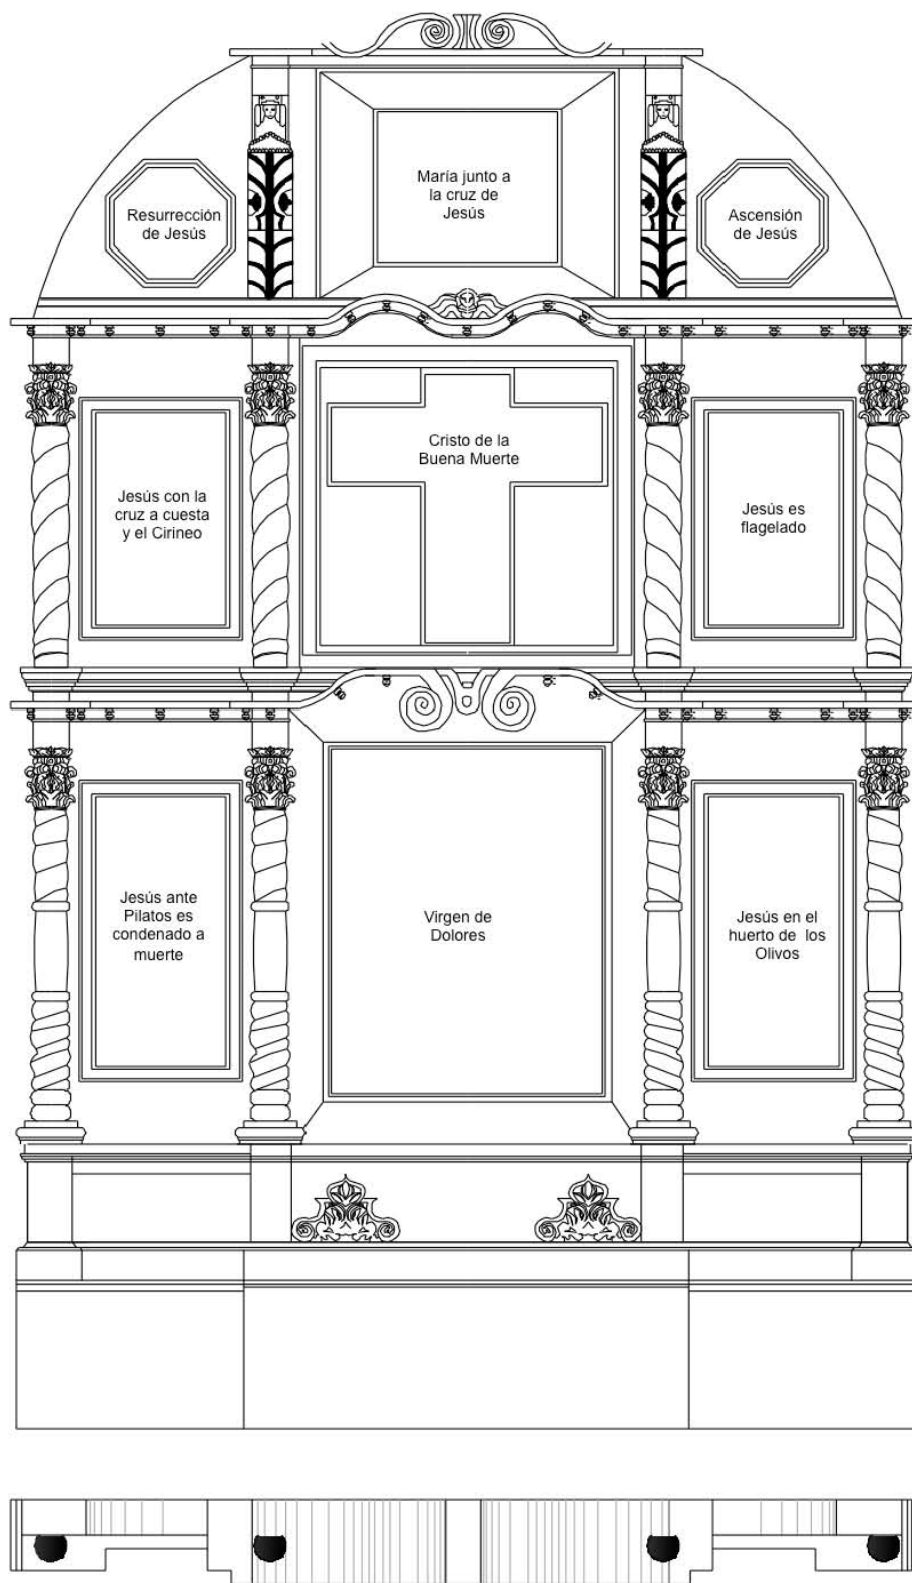 María junto a
la cruz de
Jesús
Resurrección
de Jesús
Ascensión
de Jesús
Cristo de la
Buena Muerte
Jesús con la
cruz a cuesta
y el Cirineo
Jesús es
flagelado
Jesús ante
Pilatos es
condenado a
muerte
Virgen de
Dolores
Jesús en el
huerto de los
Olivos